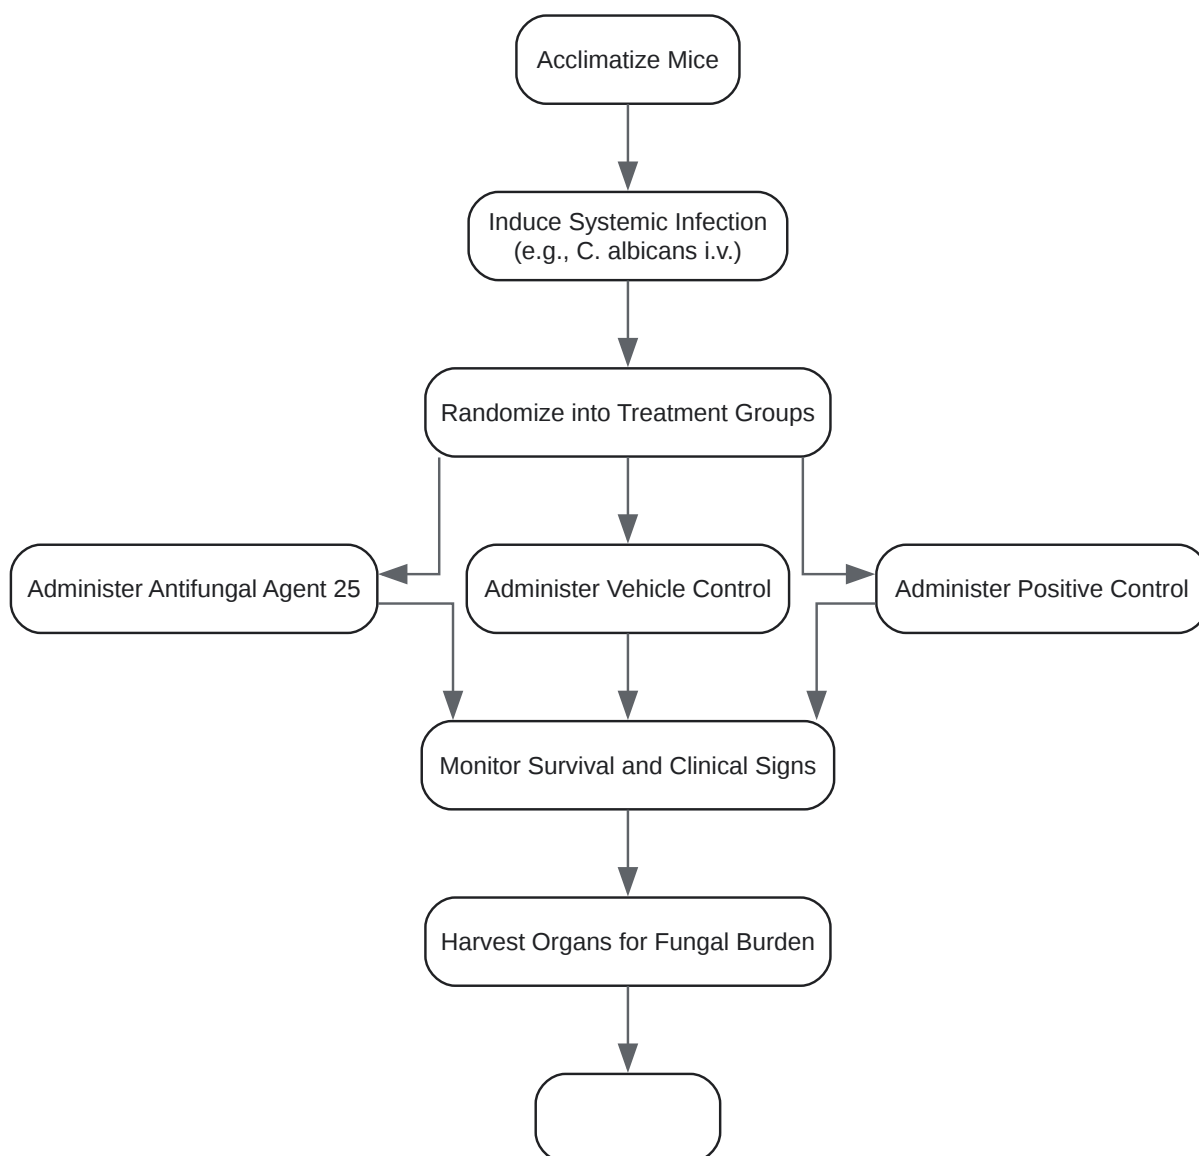 Acclimatize Mice
Induce Systemic Infection
(e.g., C. albicans i.v.)
Randomize into Treatment Groups
Administer Antifungal Agent 25
Administer Vehicle Control
Administer Positive Control
Monitor Survival and Clinical Signs
Harvest Organs for Fungal Burden